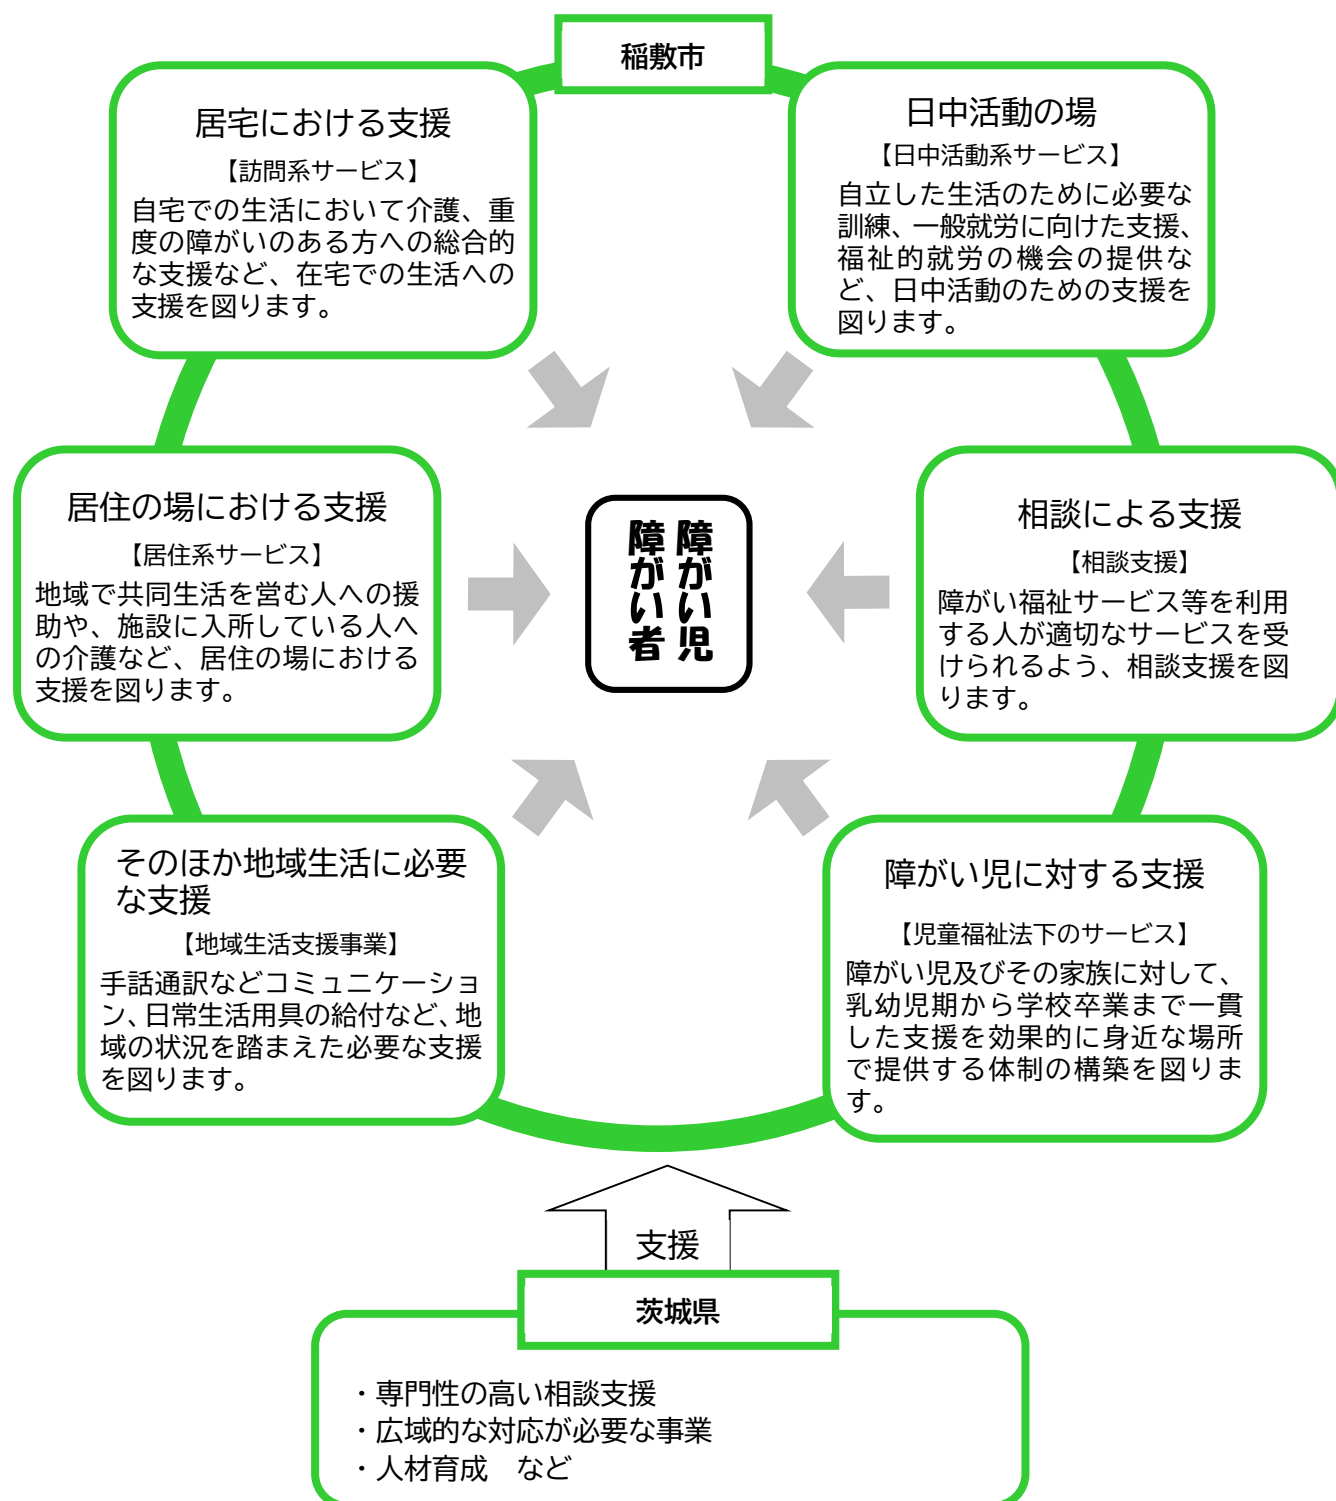 稲敷市
居宅における支援
【訪問系サービス】
自宅での生活において介護、重
度の障がいのある方への総合的
な支援など、在宅での生活への
支援を図ります。
日中活動の場
【日中活動系サービス】
自立した生活のために必要な
訓練、一般就労に向けた支援、
福祉的就労の機会の提供な
ど、日中活動のための支援を
図ります。
居住の場における支援
【居住系サービス】
地域で共同生活を営む人への援
助や、施設に入所している人へ
の介護など、居住の場における
支援を図ります。
障がい児
障がい者
相談による支援
【相談支援】
障がい福祉サービス等を利用
する人が適切なサービスを受
けられるよう、相談支援を図
ります。
そのほか地域生活に必要
な支援
【地域生活支援事業】
手話通訳などコミュニケーショ
ン、日常生活用具の給付など、地
域の状況を踏まえた必要な支援
を図ります。
障がい児に対する支援
【児童福祉法下のサービス】
障がい児及びその家族に対して、
乳幼児期から学校卒業まで一貫
した支援を効果的に身近な場所
で提供する体制の構築を図りま
す。
支援
茨城県
・専門性の高い相談支援
・広域的な対応が必要な事業
・人材育成　など